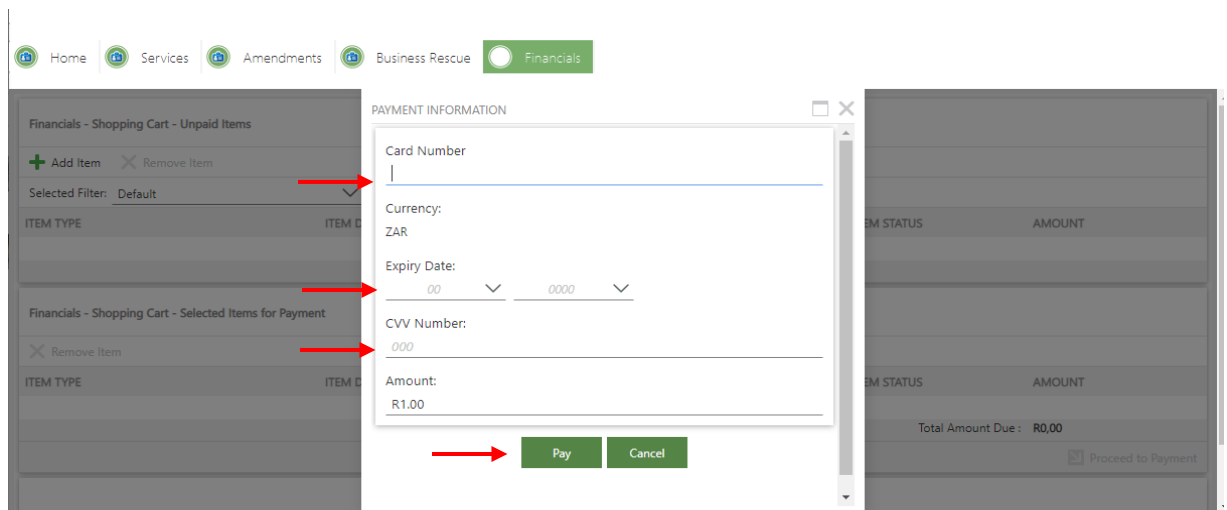 Home Services Amendments Business Rescue Financials
Financials - Shopping Cart - Unpaid Items
Add Item Remove Item
Selected Filter: Default
ITEM TYPE ITEM D EM STATUS AMOUNT
Financials - Shopping Cart - Selected Items for Payment
Remove Item
ITEM TYPE ITEM D EM STATUS AMOUNT
Total Amount Due : R0,00
Proceed to Payment
PAYMENT INFORMATION
Card Number
Currency:
ZAR
Expiry Date:
00 0000
CVV Number:
000
Amount:
R1.00
Pay Cancel